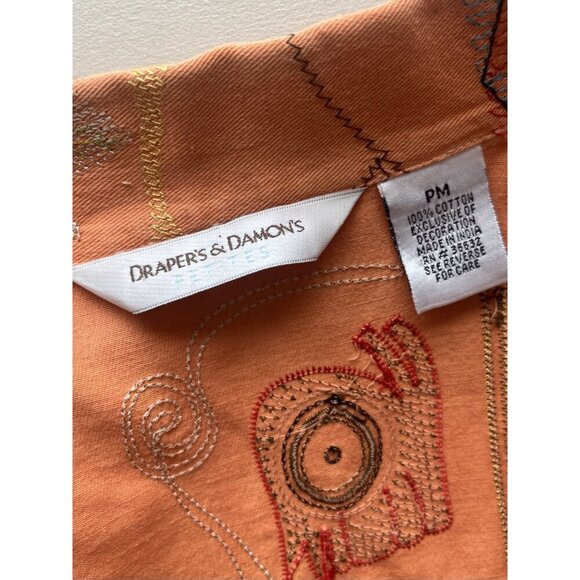 DRAPER'S & DAMON'S
PETITES
PM
100% COTTON
EXCLUSIVE OF
DECORATION
MADE IN INDIA
RN # 36632
SEE REVERSE
FOR CARE